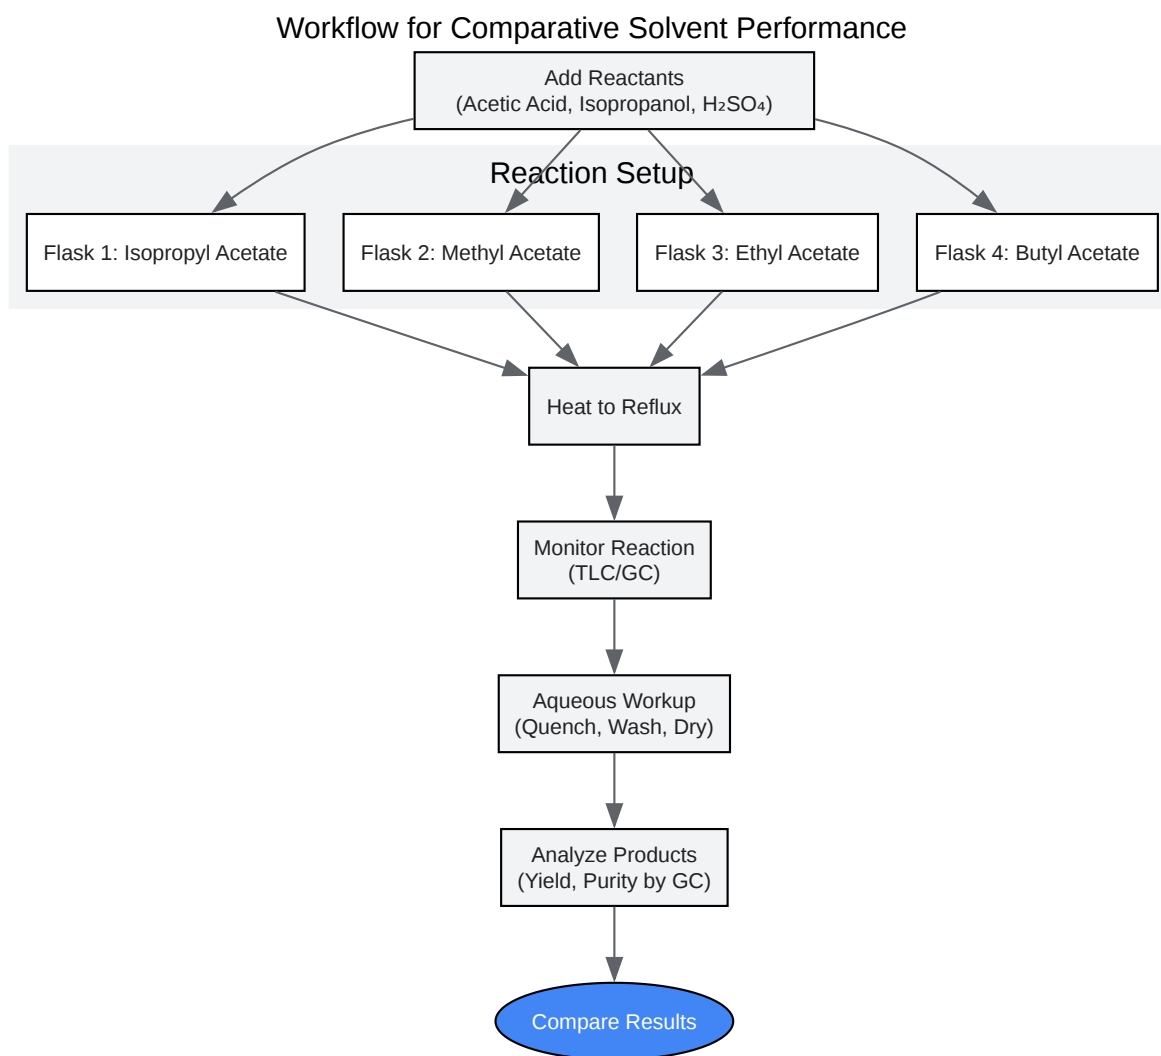 Workflow for Comparative Solvent Performance
Add Reactants
(Acetic Acid, Isopropanol, H₂SO₄)
Reaction Setup
Flask 1: Isopropyl Acetate
Flask 2: Methyl Acetate
Flask 3: Ethyl Acetate
Flask 4: Butyl Acetate
Heat to Reflux
Monitor Reaction
(TLC/GC)
Aqueous Workup
(Quench, Wash, Dry)
Analyze Products
(Yield, Purity by GC)
Compare Results